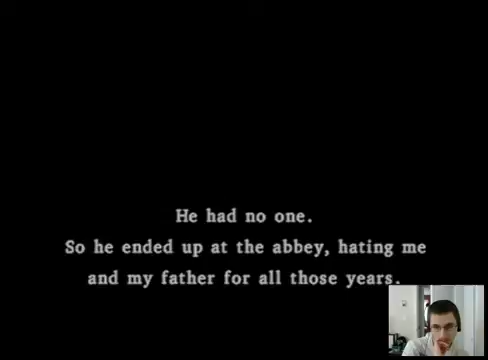 He had no one.
So he ended up at the abbey, hating me
and my father for all those years.